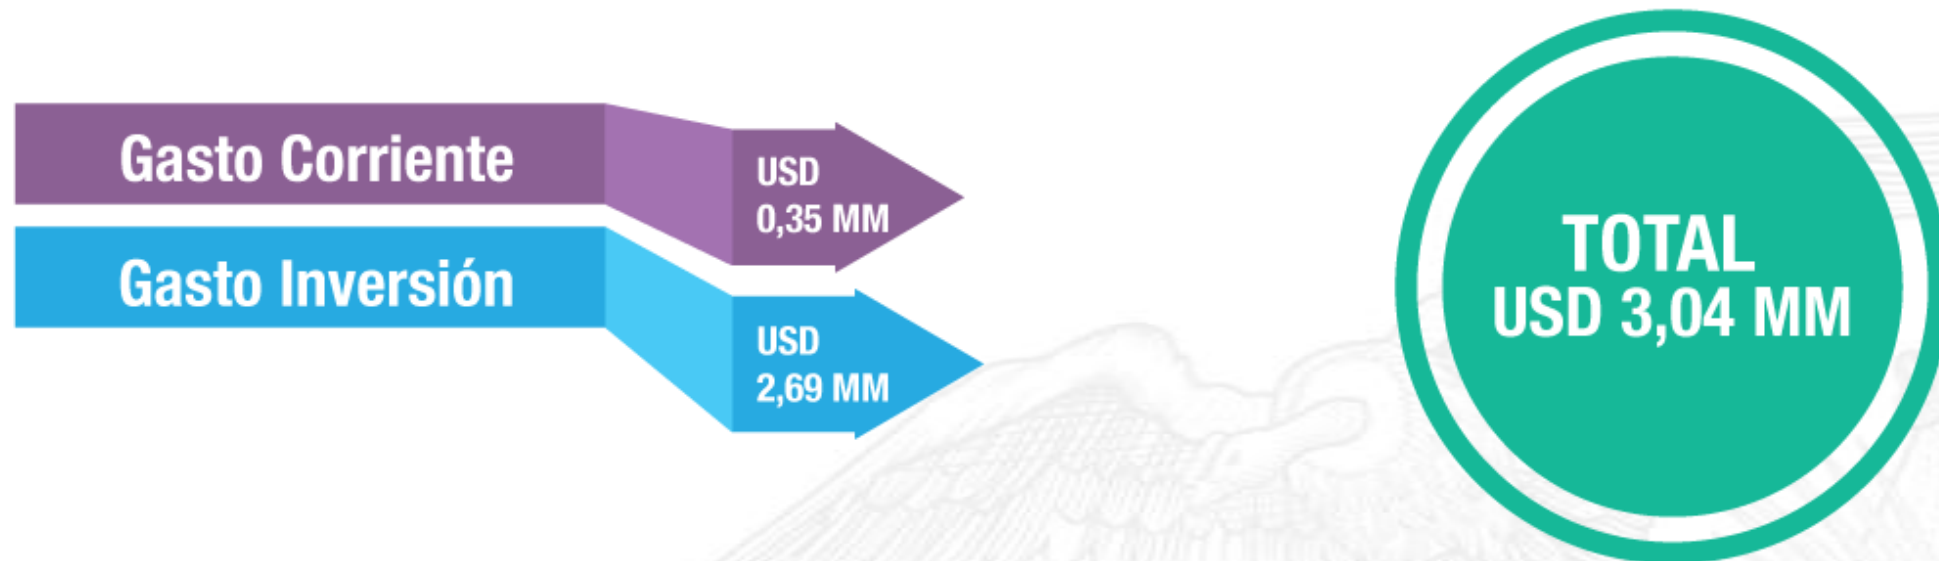 Gasto Corriente
USD
0,35 MM
Gasto Inversión
USD
2,69 MM
TOTAL
USD 3,04 MM